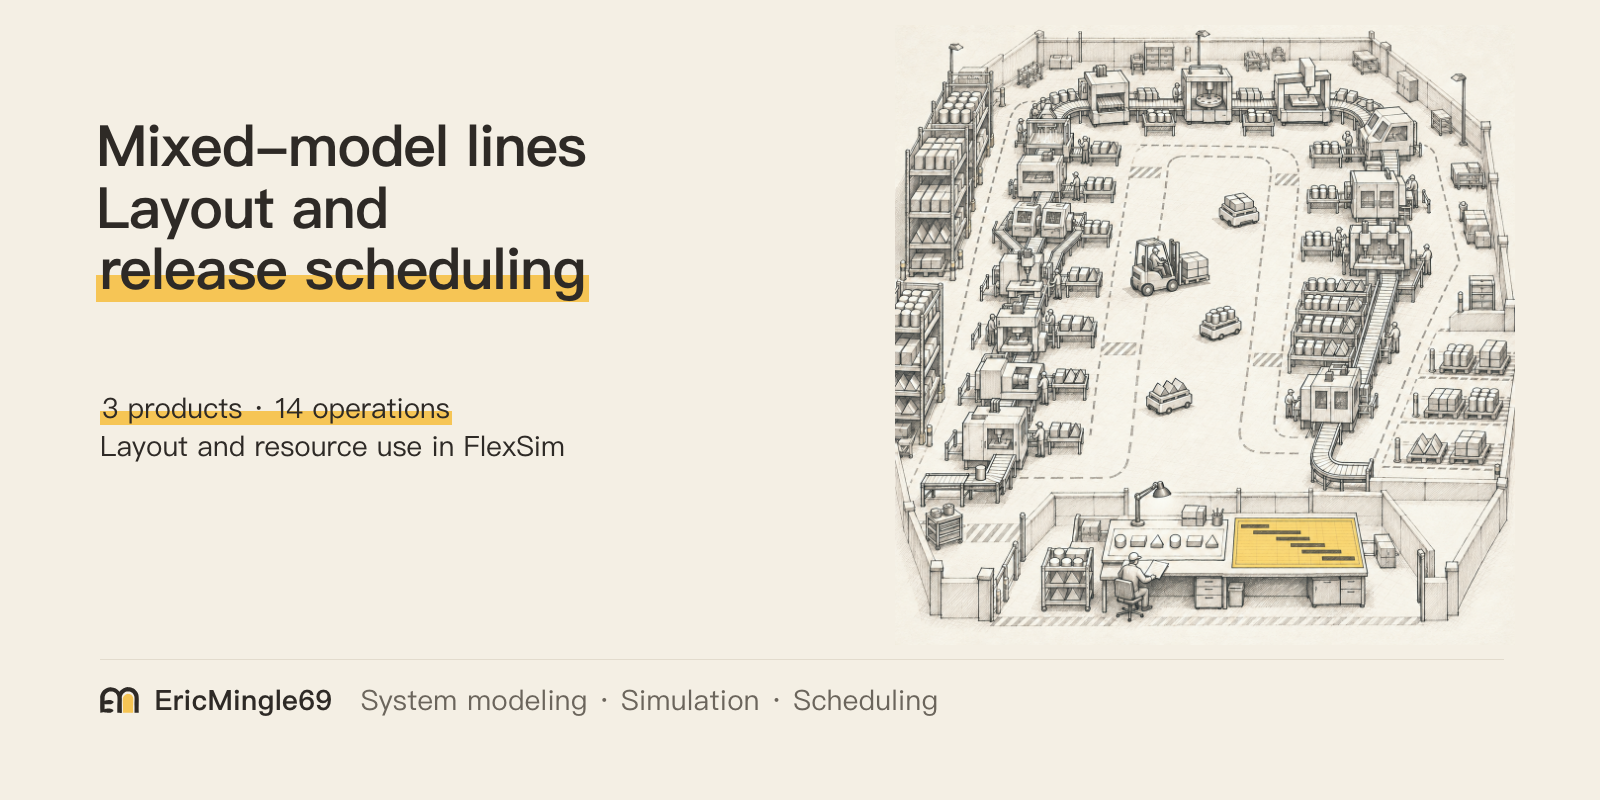 Mixed–model lines
Layout and
release scheduling
3 products · 14 operations
Layout and resource use in FlexSim
EricMingle69 System modeling · Simulation · Scheduling